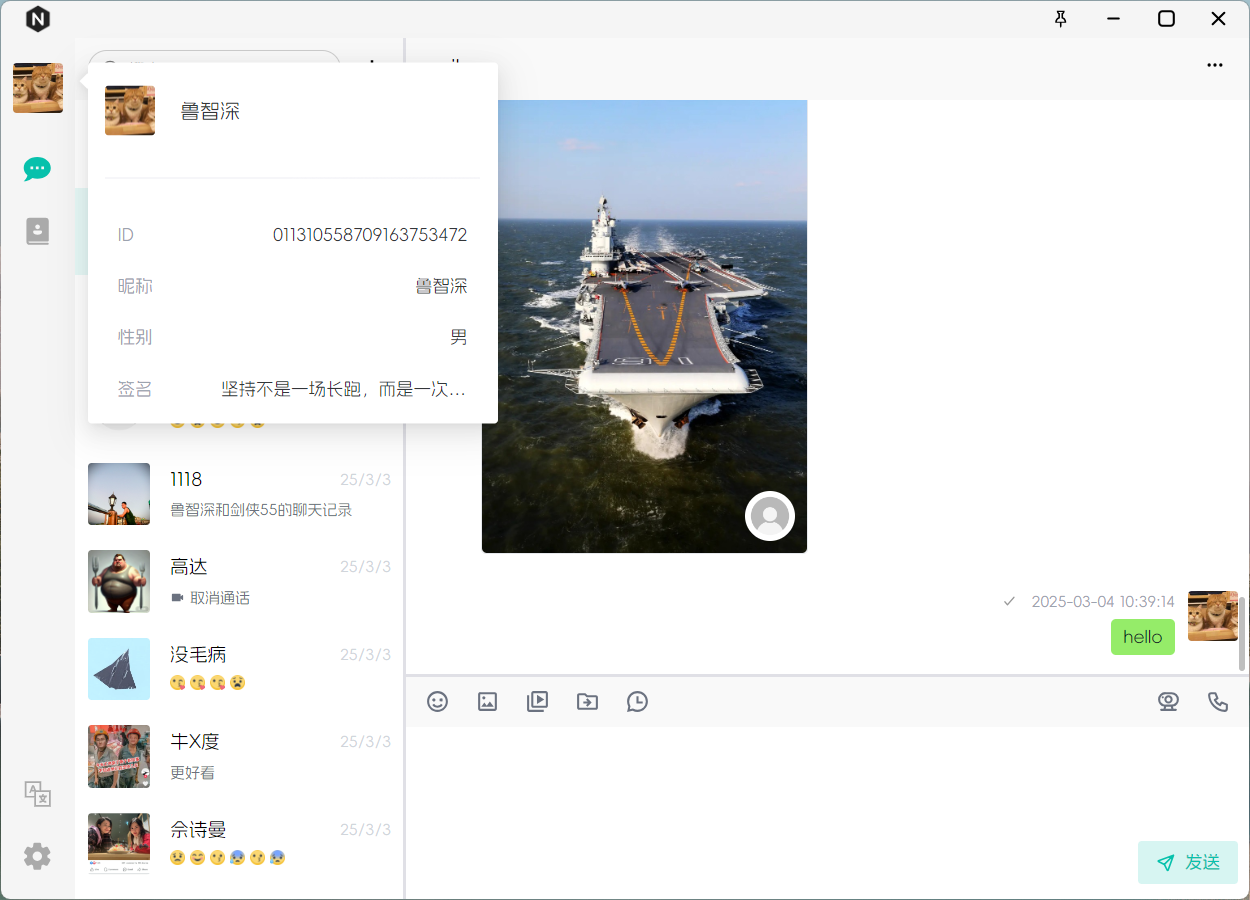 N
鲁智深
ID 011310558709163753472
昵称 鲁智深
性别 男
签名 坚持不是一场长跑，而是一次...
1118 25/3/3
鲁智深和剑侠55的聊天记录
高达 25/3/3
取消通话
没毛病 25/3/3
牛X度 25/3/3
更好看
佘诗曼 25/3/3
2025-03-04 10:39:14
hello
发送